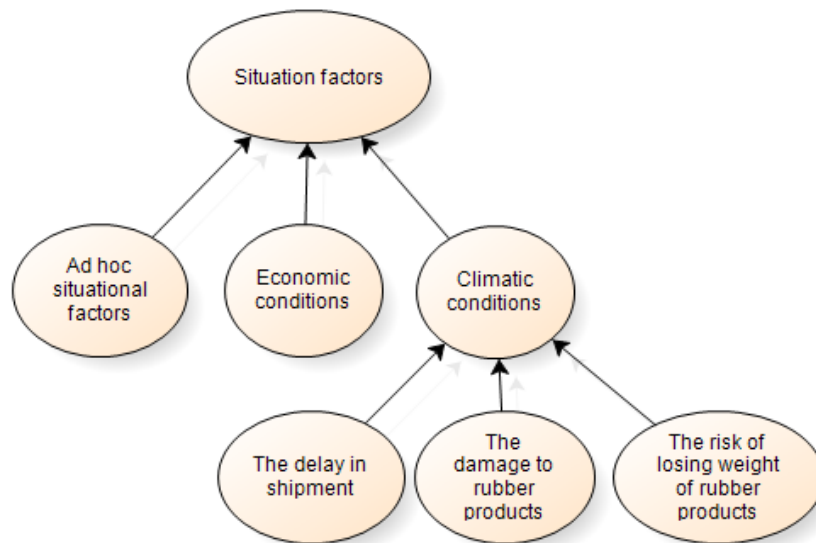 Situation factors
Ad hoc
situational
factors
Economic
conditions
Climatic
conditions
The delay in
shipment
The
damage to
rubber
products
The risk of
losing weight
of rubber
products